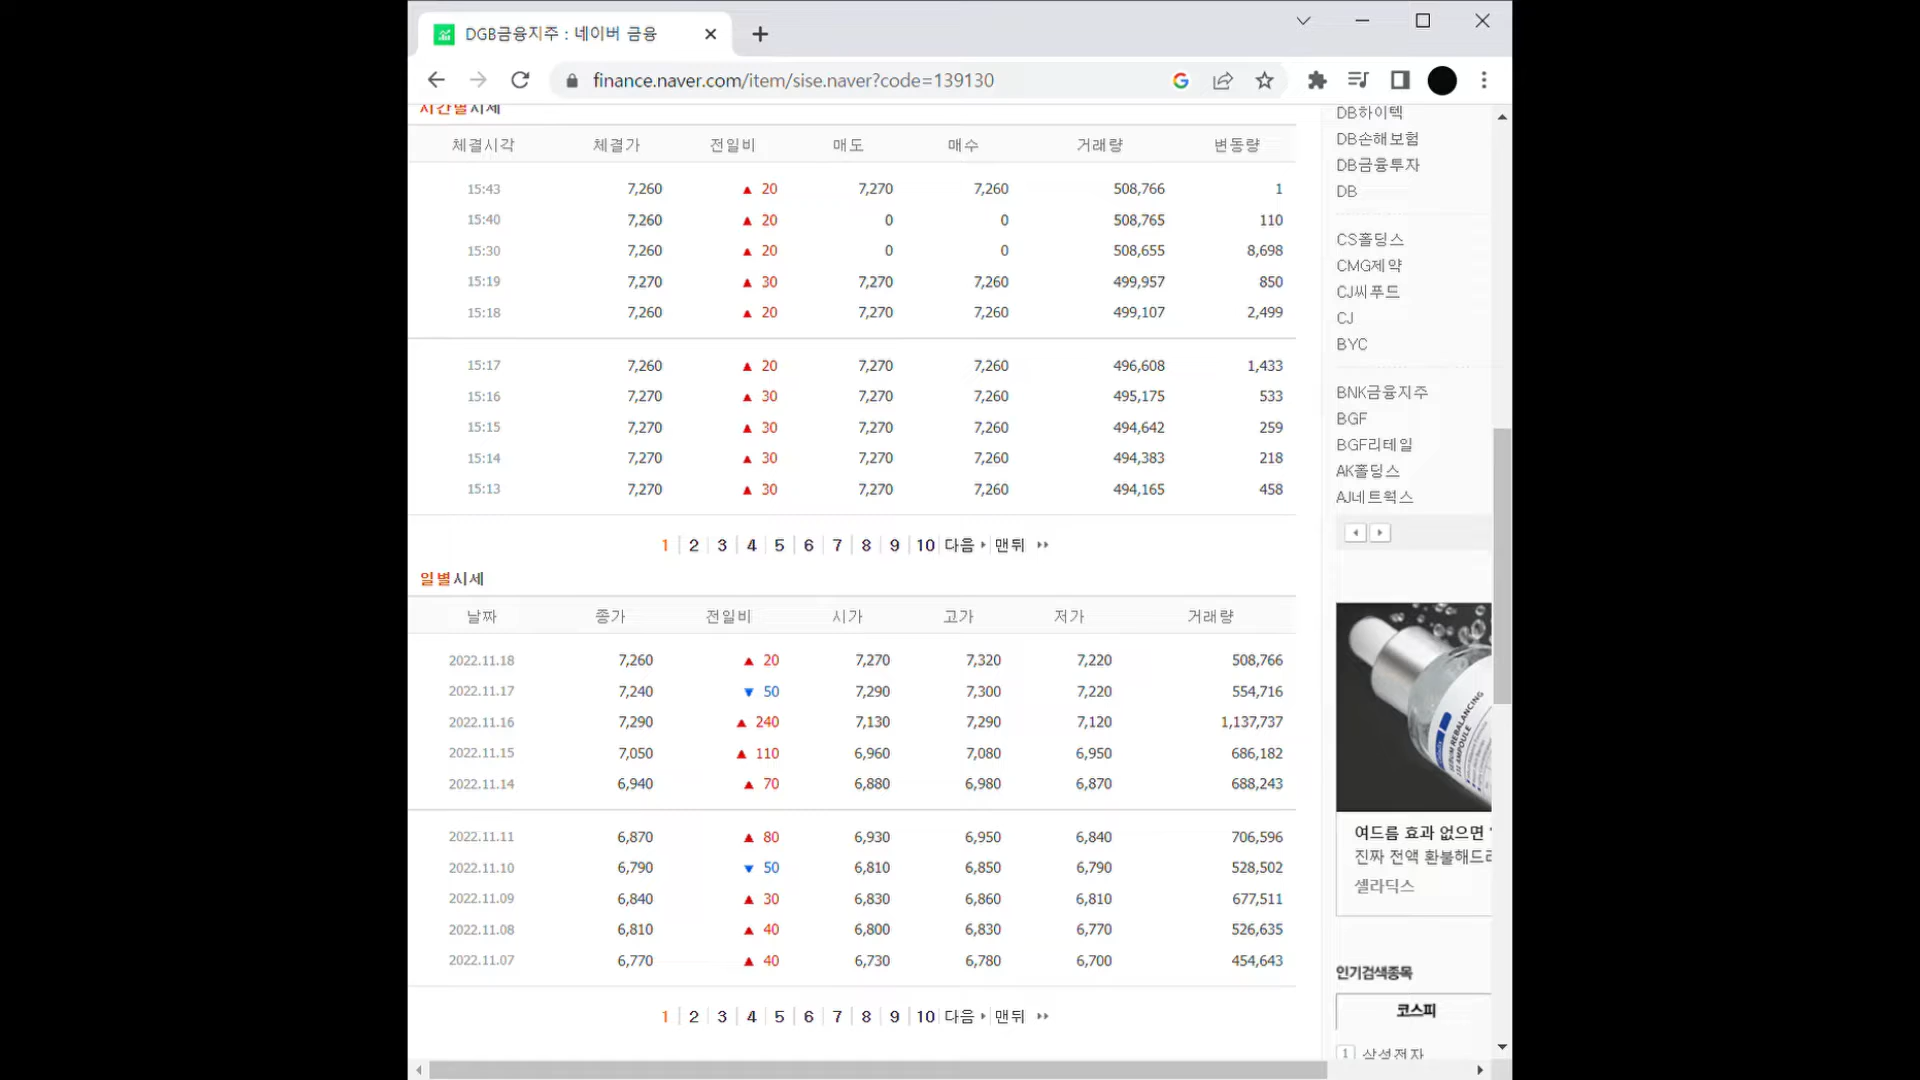 DGB금융지주 : 네이버 금융
finance.naver.com/item/sise.naver?code=139130
시간별시세
체결시각 체결가 전일비 매도 매수 거래량 변동량
15:43 7,260 ▲ 20 7,270 7,260 508,766 1
15:40 7,260 ▲ 20 0 0 508,765 110
15:30 7,260 ▲ 20 0 0 508,655 8,698
15:19 7,270 ▲ 30 7,270 7,260 499,957 850
15:18 7,260 ▲ 20 7,270 7,260 499,107 2,499
15:17 7,260 ▲ 20 7,270 7,260 496,608 1,433
15:16 7,270 ▲ 30 7,270 7,260 495,175 533
15:15 7,270 ▲ 30 7,270 7,260 494,642 259
15:14 7,270 ▲ 30 7,270 7,260 494,383 218
15:13 7,270 ▲ 30 7,270 7,260 494,165 458
1 2 3 4 5 6 7 8 9 10 다음 맨뒤
일별시세
날짜 종가 전일비 시가 고가 저가 거래량
2022.11.18 7,260 ▲ 20 7,270 7,320 7,220 508,766
2022.11.17 7,240 ▼ 50 7,290 7,300 7,220 554,716
2022.11.16 7,290 ▲ 240 7,130 7,290 7,120 1,137,737
2022.11.15 7,050 ▲ 110 6,960 7,080 6,950 686,182
2022.11.14 6,940 ▲ 70 6,880 6,980 6,870 688,243
2022.11.11 6,870 ▲ 80 6,930 6,950 6,840 706,596
2022.11.10 6,790 ▼ 50 6,810 6,850 6,790 528,502
2022.11.09 6,840 ▲ 30 6,830 6,860 6,810 677,511
2022.11.08 6,810 ▲ 40 6,800 6,830 6,770 526,635
2022.11.07 6,770 ▲ 40 6,730 6,780 6,700 454,643
1 2 3 4 5 6 7 8 9 10 다음 맨뒤
DB하이텍
DB손해보험
DB금융투자
DB
CS홀딩스
CMG제약
CJ씨푸드
CJ
BYC
BNK금융지주
BGF
BGF리테일
AK홀딩스
AJ네트웍스
SEBUM REBALANCING
AMPOULE
여드름 효과 없으면
진짜 전액 환불해드
셀라딕스
인기검색종목
코스피
1 삼성전자